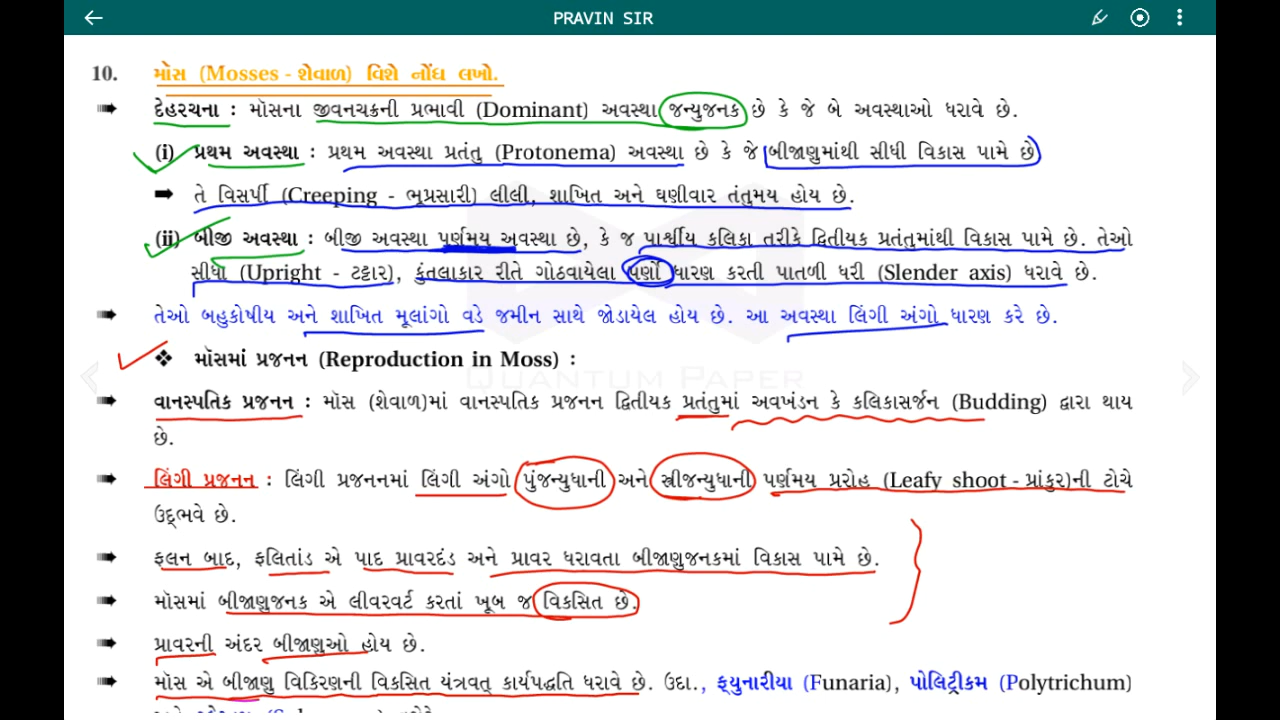 PRAVIN SIR
10. મૉસ (Mosses - શેવાળ) વિશે નોંધ લખો.
દેહરચના : મૉસના જીવનચક્રની પ્રભાવી (Dominant) અવસ્થા જન્યુજનક છે કે જે બે અવસ્થાઓ ધરાવે છે.
(i) પ્રથમ અવસ્થા : પ્રથમ અવસ્થા પ્રતંતુ (Protonema) અવસ્થા છે કે જે બીજાણુમાંથી સીધી વિકાસ પામે છે
તે વિસર્પી (Creeping - ભૂપ્રસારી) લીલી, શાખિત અને ઘણીવાર તંતુમય હોય છે.
(ii) બીજી અવસ્થા : બીજી અવસ્થા પર્ણમય અવસ્થા છે, કે જ પાર્શ્વીય કલિકા તરીકે દ્વિતીયક પ્રતંતુમાંથી વિકાસ પામે છે. તેઓ
સીધા (Upright - ટટ્ટાર), કુંતલાકાર રીતે ગોઠવાયેલા પર્ણો ધારણ કરતી પાતળી ધરી (Slender axis) ધરાવે છે.
તેઓ બહુકોષીય અને શાખિત મૂલાંગો વડે જમીન સાથે જોડાયેલ હોય છે. આ અવસ્થા લિંગી અંગો ધારણ કરે છે.
❖ મૉસમાં પ્રજનન (Reproduction in Moss) :
QUANTUM PAPER
વાનસ્પતિક પ્રજનન : મૉસ (શેવાળ)માં વાનસ્પતિક પ્રજનન દ્વિતીયક પ્રતંતુમાં અવખંડન કે કલિકાસર્જન (Budding) દ્વારા થાય
છે.
લિંગી પ્રજનન : લિંગી પ્રજનનમાં લિંગી અંગો પુંજન્યુધાની અને સ્ત્રીજન્યુધાની પર્ણમય પ્રરોહ (Leafy shoot - પ્રાંકુર)ની ટોચે
ઉદ્ભવે છે.
ફલન બાદ, ફલિતાંડ એ પાદ પ્રાવરદંડ અને પ્રાવર ધરાવતા બીજાણુજનકમાં વિકાસ પામે છે.
મૉસમાં બીજાણુજનક એ લીવરવર્ટ કરતાં ખૂબ જ વિકસિત છે.
પ્રાવરની અંદર બીજાણુઓ હોય છે.
મૉસ એ બીજાણુ વિકિરણની વિકસિત યંત્રવત્ કાર્યપદ્ધતિ ધરાવે છે. ઉદા., ફ્યુનારીયા (Funaria), પોલિટ્રીકમ (Polytrichum)